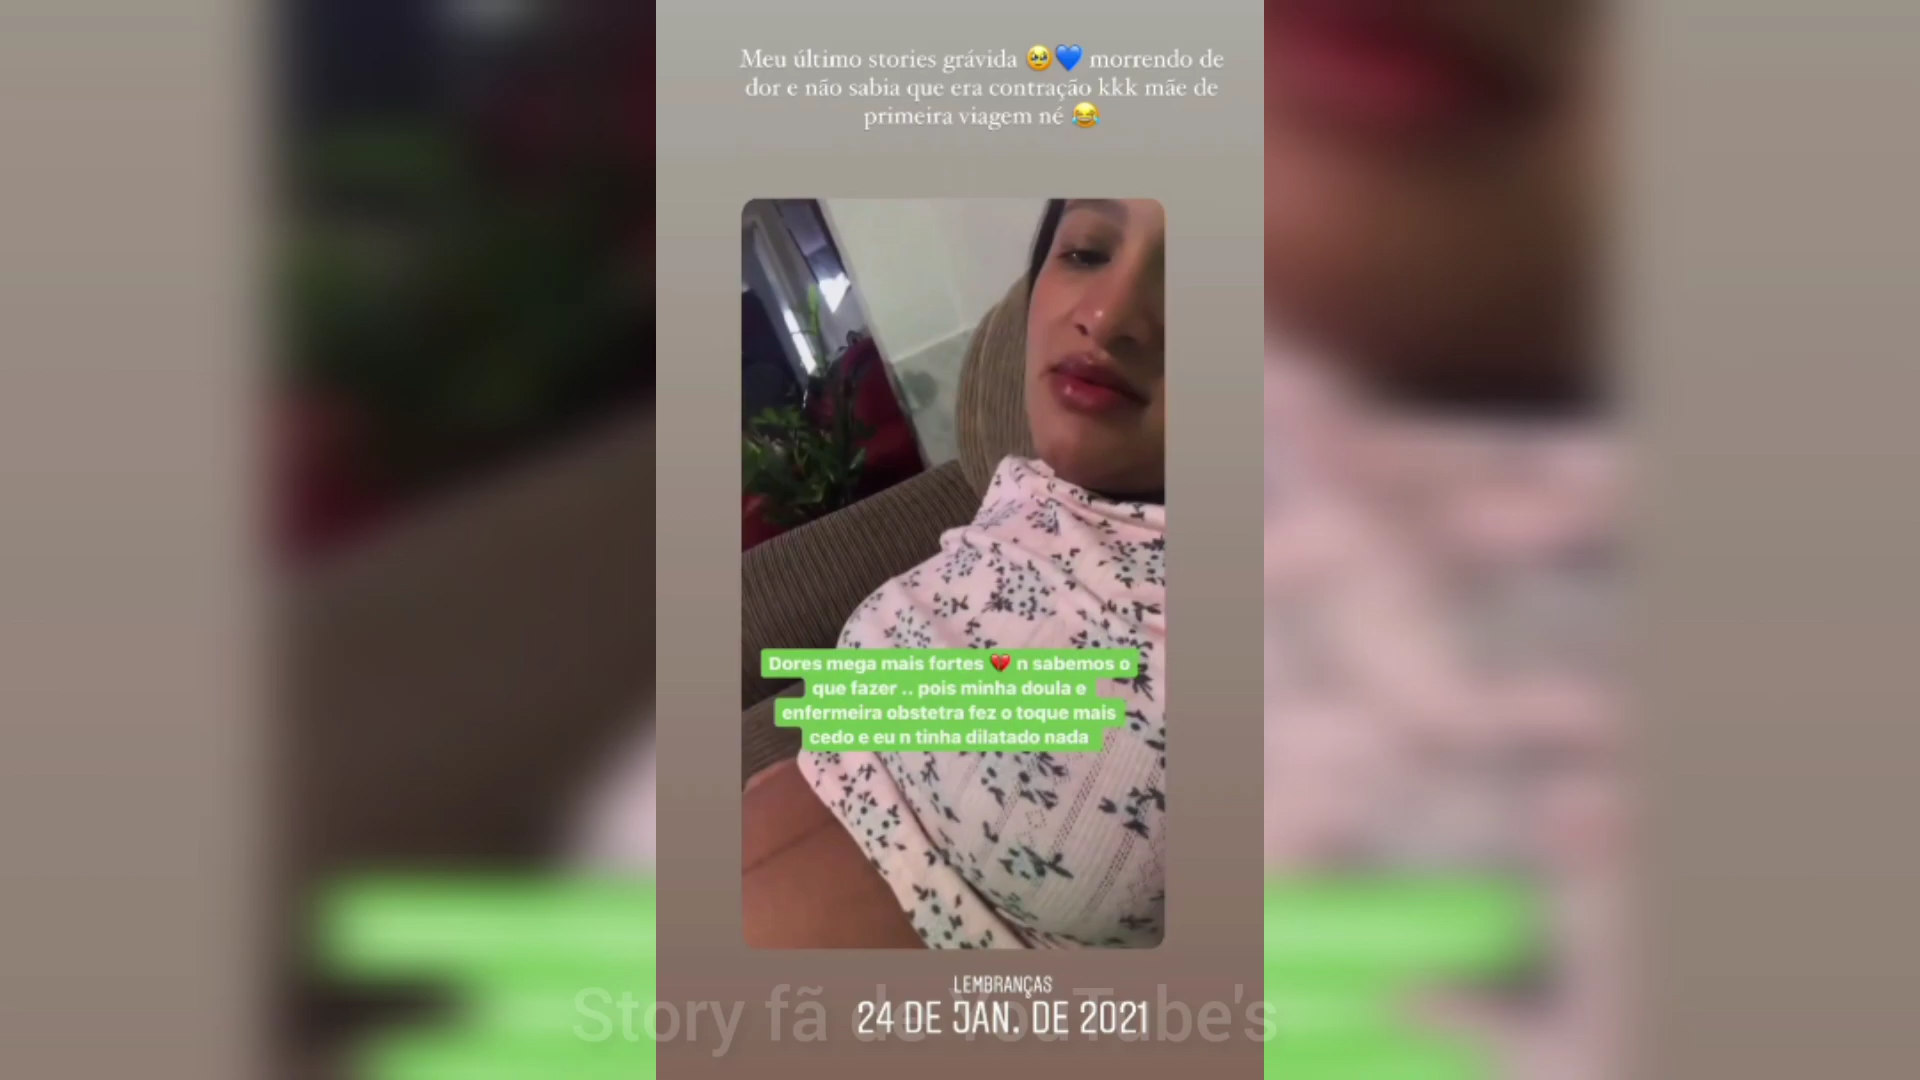 Meu último stories grávida 🥹💙 morrendo de
dor e não sabia que era contração kkk mãe de
primeira viagem né 😂
Dores mega mais fortes 💔 n sabemos o
que fazer .. pois minha doula e
enfermeira obstetra fez o toque mais
cedo e eu n tinha dilatado nada
LEMBRANÇAS
24 DE JAN. DE 2021
Story fã de YouTube's